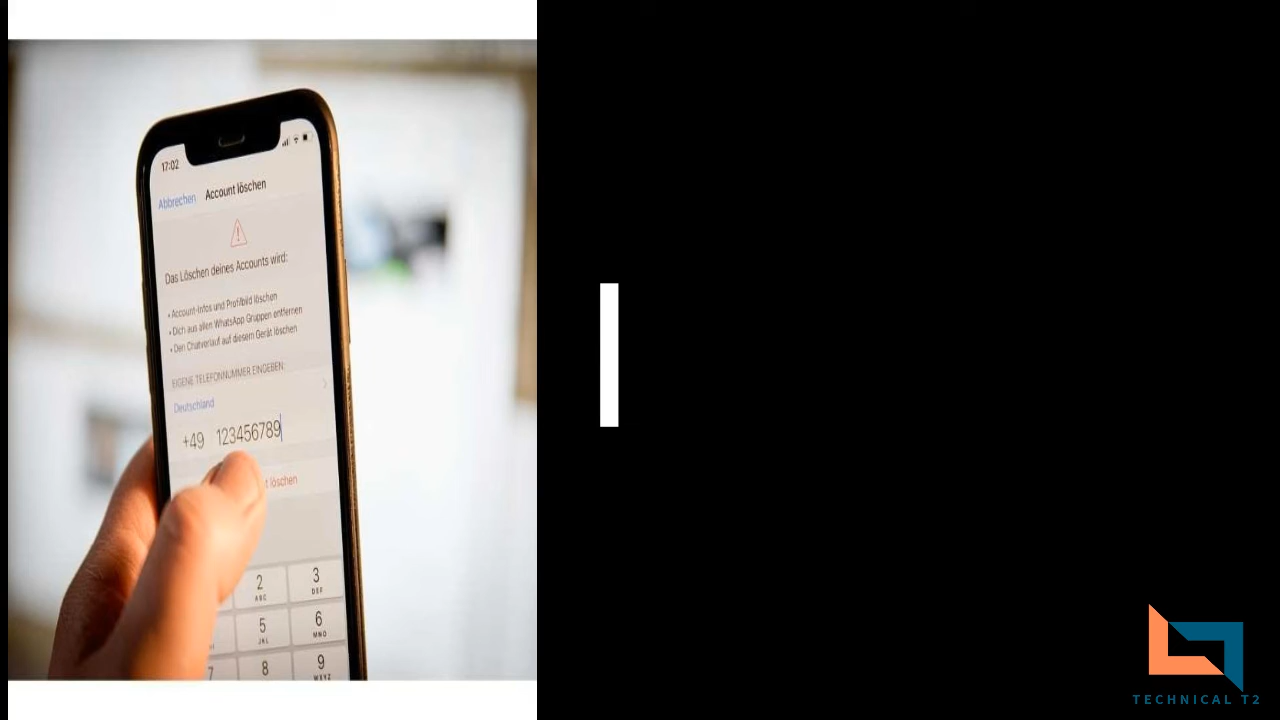 17:02
Abbrechen Account löschen
Das Löschen deines Accounts wird:
• Account-Infos und Profilbild löschen
• Dich aus allen WhatsApp Gruppen entfernen
• Den Chatverlauf auf diesem Gerät löschen
EIGENE TELEFONNUMMER EINGEBEN:
Deutschland
+49 123456789
t löschen
2 3
ABC DEF
5 6
JKL MNO
7 8 9
WXYZ
TECHNICAL T2